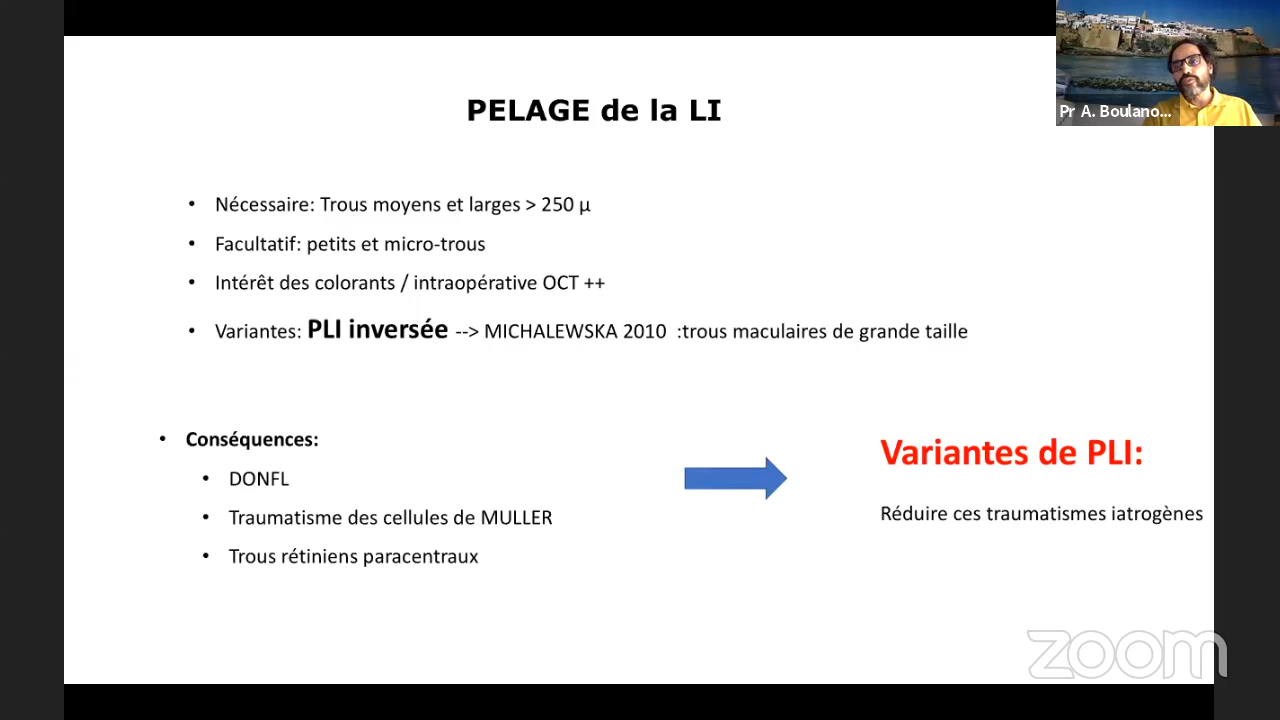 PELAGE de la LI
Pr A. Boulano...
• Nécessaire: Trous moyens et larges > 250 µ
• Facultatif: petits et micro-trous
• Intérêt des colorants / intraopérative OCT ++
• Variantes: PLI inversée --> MICHALEWSKA 2010 :trous maculaires de grande taille
• Conséquences:
• DONFL
• Traumatisme des cellules de MULLER
• Trous rétiniens paracentraux
Variantes de PLI:
Réduire ces traumatismes iatrogènes
zoom